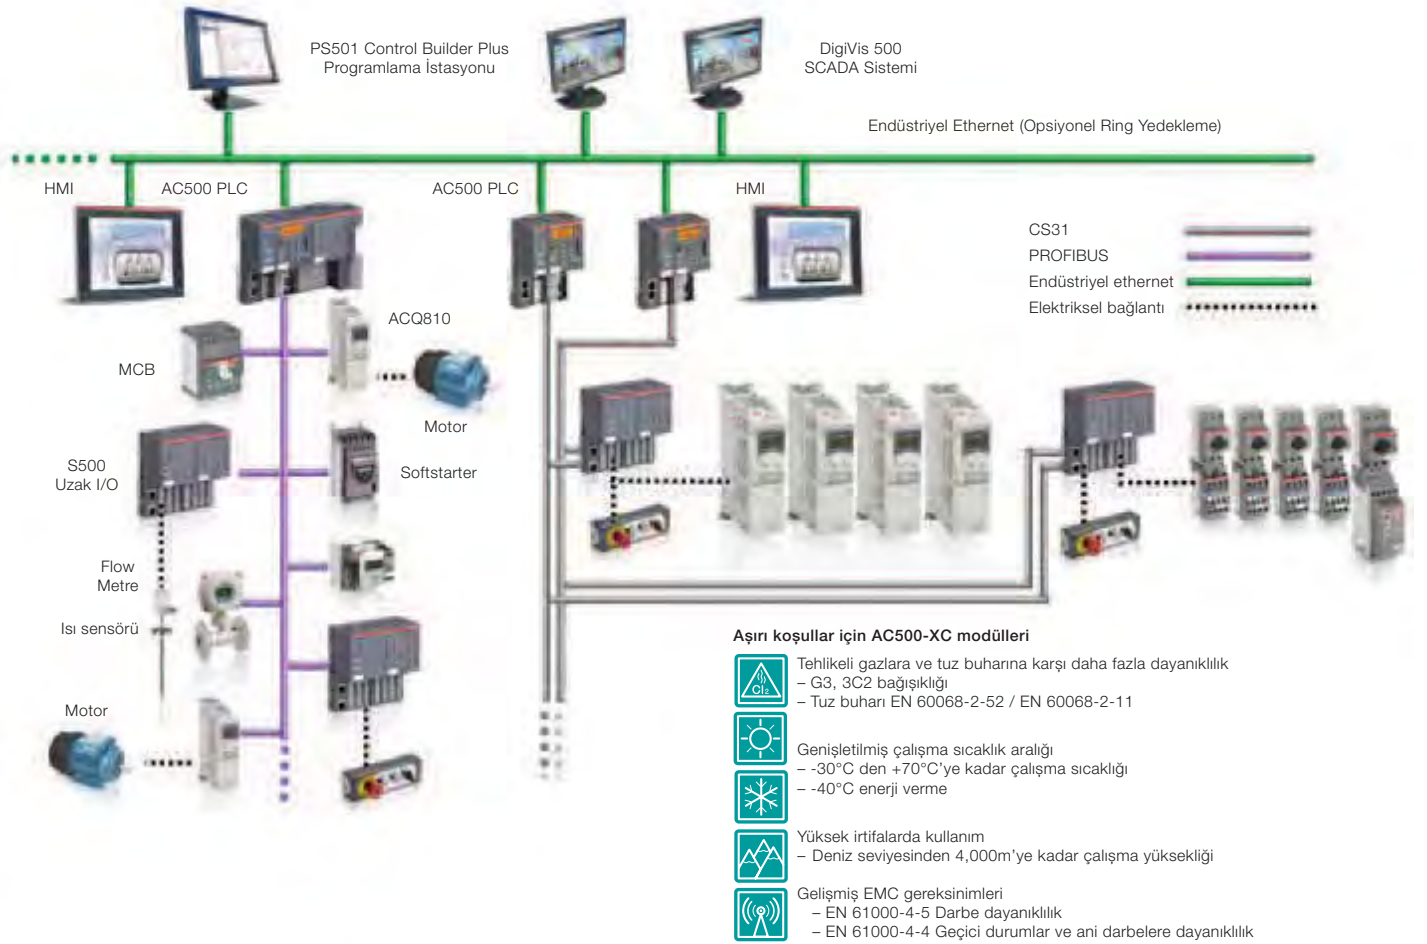 PS501 Control Builder Plus
Programlama İstasyonu
DigiVis 500
SCADA Sistemi
Endüstriyel Ethernet (Opsiyonel Ring Yedekleme)
HMI
AC500 PLC
AC500 PLC
HMI
CS31
PROFIBUS
Endüstriyel ethernet
Elektriksel bağlantı
ACQ810
MCB
Motor
S500
Uzak I/O
Softstarter
Flow
Metre
Isı sensörü
Motor
Aşırı koşullar için AC500-XC modülleri
Cl₂
Tehlikeli gazlara ve tuz buharına karşı daha fazla dayanıklılık
– G3, 3C2 bağışıklığı
– Tuz buharı EN 60068-2-52 / EN 60068-2-11
Genişletilmiş çalışma sıcaklık aralığı
– -30°C den +70°C'ye kadar çalışma sıcaklığı
– -40°C enerji verme
Yüksek irtifalarda kullanım
– Deniz seviyesinden 4,000m'ye kadar çalışma yüksekliği
Gelişmiş EMC gereksinimleri
– EN 61000-4-5 Darbe dayanıklılık
– EN 61000-4-4 Geçici durumlar ve ani darbelere dayanıklılık